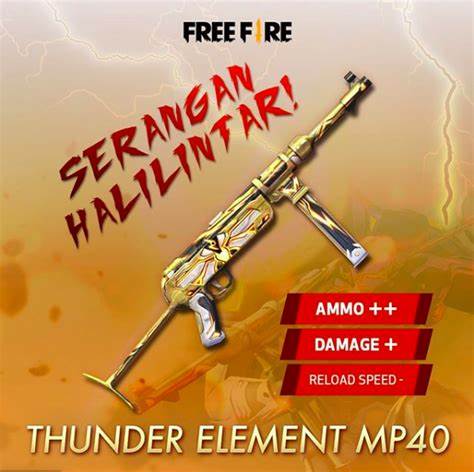 FREE FIRE
SERANGAN
HALILINTAR!
AMMO ++
DAMAGE +
RELOAD SPEED -
THUNDER ELEMENT MP40